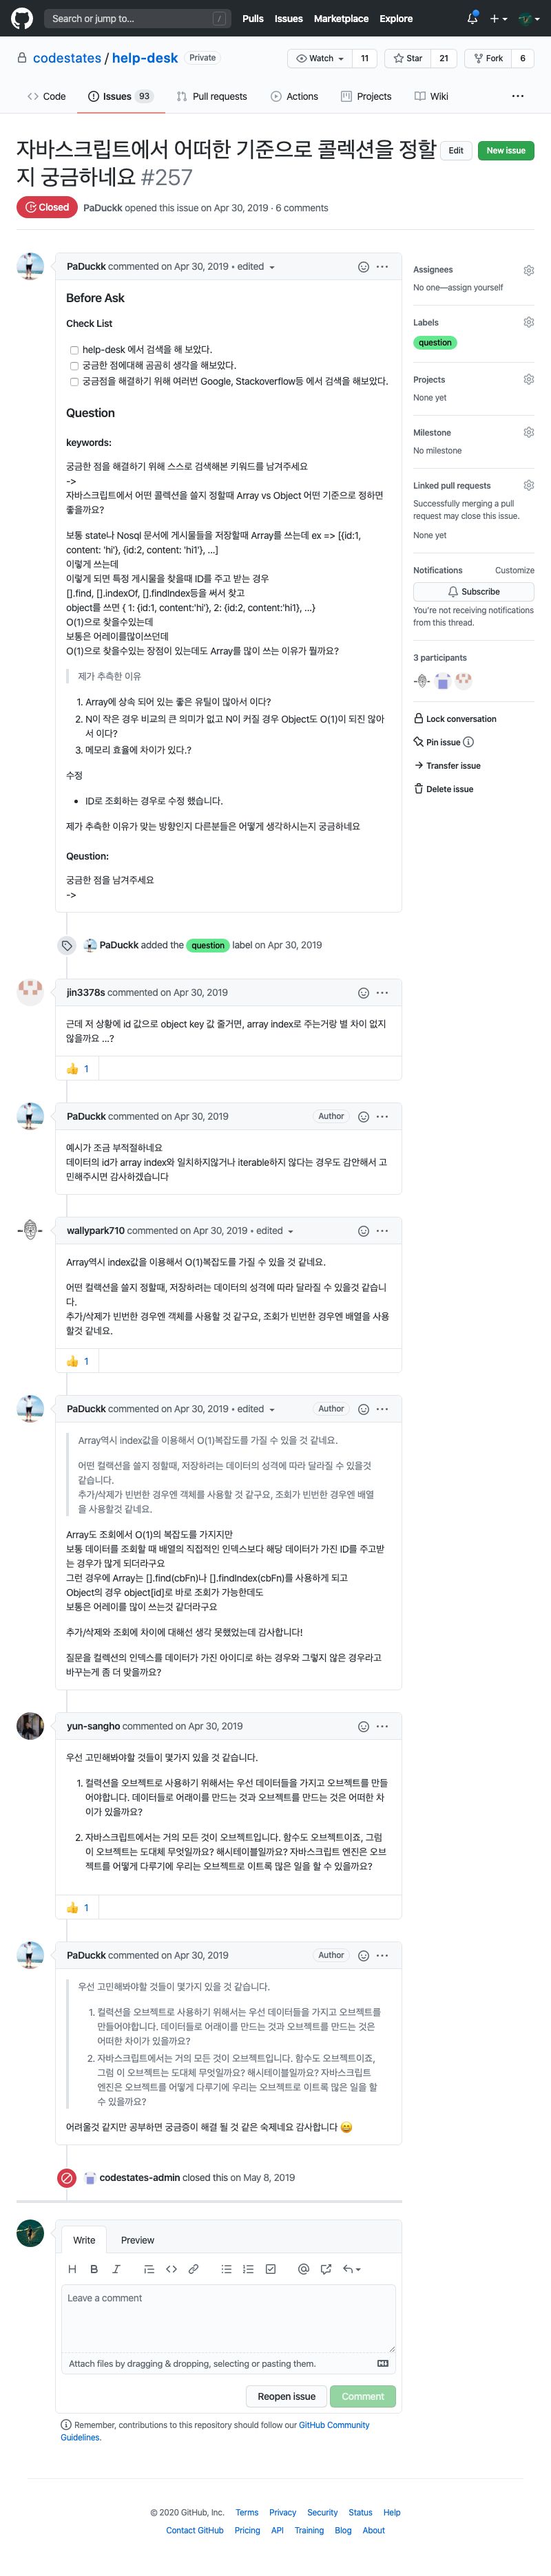 Search or jump to...
/
Pulls
Issues
Marketplace
Explore
codestates / help-desk
Private
Watch
11
Star
21
Fork
6
Code
Issues 93
Pull requests
Actions
Projects
Wiki
자바스크립트에서 어떠한 기준으로 콜렉션을 정할
지 궁금하네요 #257
Edit
New issue
Closed
PaDuckk opened this issue on Apr 30, 2019 · 6 comments
PaDuckk commented on Apr 30, 2019 • edited
Before Ask
Check List
help-desk 에서 검색을 해 보았다.
궁금한 점에대해 곰곰히 생각을 해보았다.
궁금점을 해결하기 위해 여러번 Google, Stackoverflow등 에서 검색을 해보았다.
Question
keywords:
궁금한 점을 해결하기 위해 스스로 검색해본 키워드를 남겨주세요
->
자바스크립트에서 어떤 콜렉션을 쓸지 정할때 Array vs Object 어떤 기준으로 정하면
좋을까요?
보통 state나 Nosql 문서에 게시물들을 저장할때 Array를 쓰는데 ex => [{id:1,
content: 'hi'}, {id:2, content: 'hi1'}, ...]
이렇게 쓰는데
이렇게 되면 특정 게시물을 찾을때 ID를 주고 받는 경우
[].find, [].indexOf, [].findIndex등을 써서 찾고
object를 쓰면 { 1: {id:1, content:'hi'}, 2: {id:2, content:'hi1}, ...}
O(1)으로 찾을수있는데
보통은 어레이를많이쓰던데
O(1)으로 찾을수있는 장점이 있는데도 Array를 많이 쓰는 이유가 뭘까요?
제가 추측한 이유
1. Array에 상속 되어 있는 좋은 유틸이 많아서 이다?
2. N이 작은 경우 비교의 큰 의미가 없고 N이 커질 경우 Object도 O(1)이 되진 않아
서 이다?
3. 메모리 효율에 차이가 있다.?
수정
• ID로 조회하는 경우로 수정 했습니다.
제가 추측한 이유가 맞는 방향인지 다른분들은 어떻게 생각하시는지 궁금하네요
Qeustion:
궁금한 점을 남겨주세요
->
Assignees
No one—assign yourself
Labels
question
Projects
None yet
Milestone
No milestone
Linked pull requests
Successfully merging a pull
request may close this issue.
None yet
Notifications
Customize
Subscribe
You're not receiving notifications
from this thread.
3 participants
Lock conversation
Pin issue
Transfer issue
Delete issue
PaDuckk added the question label on Apr 30, 2019
jin3378s commented on Apr 30, 2019
근데 저 상황에 id 값으로 object key 값 줄거면, array index로 주는거랑 별 차이 없지
않을까요 ...?
👍 1
PaDuckk commented on Apr 30, 2019
Author
예시가 조금 부적절하네요
데이터의 id가 array index와 일치하지않거나 iterable하지 않다는 경우도 감안해서 고
민해주시면 감사하겠습니다
wallypark710 commented on Apr 30, 2019 • edited
Array역시 index값을 이용해서 O(1)복잡도를 가질 수 있을 것 같네요.
어떤 컬랙션을 쓸지 정할때, 저장하려는 데이터의 성격에 따라 달라질 수 있을것 같습니
다.
추가/삭제가 빈번한 경우엔 객체를 사용할 것 같구요, 조회가 빈번한 경우엔 배열을 사용
할것 같네요.
👍 1
PaDuckk commented on Apr 30, 2019 • edited
Author
Array역시 index값을 이용해서 O(1)복잡도를 가질 수 있을 것 같네요.
어떤 컬랙션을 쓸지 정할때, 저장하려는 데이터의 성격에 따라 달라질 수 있을것
같습니다.
추가/삭제가 빈번한 경우엔 객체를 사용할 것 같구요, 조회가 빈번한 경우엔 배열
을 사용할것 같네요.
Array도 조회에서 O(1)의 복잡도를 가지지만
보통 데이터를 조회할 때 배열의 직접적인 인덱스보다 해당 데이터가 가진 ID를 주고받
는 경우가 많게 되더라구요
그런 경우에 Array는 [].find(cbFn)나 [].findIndex(cbFn)를 사용하게 되고
Object의 경우 object[id]로 바로 조회가 가능한데도
보통은 어레이를 많이 쓰는것 같더라구요
추가/삭제와 조회에 차이에 대해선 생각 못했었는데 감사합니다!
질문을 컬렉션의 인덱스를 데이터가 가진 아이디로 하는 경우와 그렇지 않은 경우라고
바꾸는게 좀 더 맞을까요?
yun-sangho commented on Apr 30, 2019
우선 고민해봐야할 것들이 몇가지 있을 것 같습니다.
1. 컬력션을 오브젝트로 사용하기 위해서는 우선 데이터들을 가지고 오브젝트를 만들
어야합니다. 데이터들로 어래이를 만드는 것과 오브젝트를 만드는 것은 어떠한 차
이가 있을까요?
2. 자바스크립트에서는 거의 모든 것이 오브젝트입니다. 함수도 오브젝트이죠, 그럼
이 오브젝트는 도대체 무엇일까요? 해시테이블일까요? 자바스크립트 엔진은 오브
젝트를 어떻게 다루기에 우리는 오브젝트로 이토록 많은 일을 할 수 있을까요?
👍 1
PaDuckk commented on Apr 30, 2019
Author
우선 고민해봐야할 것들이 몇가지 있을 것 같습니다.
1. 컬력션을 오브젝트로 사용하기 위해서는 우선 데이터들을 가지고 오브젝트를
만들어야합니다. 데이터들로 어래이를 만드는 것과 오브젝트를 만드는 것은
어떠한 차이가 있을까요?
2. 자바스크립트에서는 거의 모든 것이 오브젝트입니다. 함수도 오브젝트이죠,
그럼 이 오브젝트는 도대체 무엇일까요? 해시테이블일까요? 자바스크립트
엔진은 오브젝트를 어떻게 다루기에 우리는 오브젝트로 이토록 많은 일을 할
수 있을까요?
어려울것 같지만 공부하면 궁금증이 해결 될 것 같은 숙제네요 감사합니다 😄
codestates-admin closed this on May 8, 2019
Write
Preview
Leave a comment
Attach files by dragging & dropping, selecting or pasting them.
Reopen issue
Comment
Remember, contributions to this repository should follow our GitHub Community
Guidelines.
© 2020 GitHub, Inc.
Terms
Privacy
Security
Status
Help
Contact GitHub
Pricing
API
Training
Blog
About